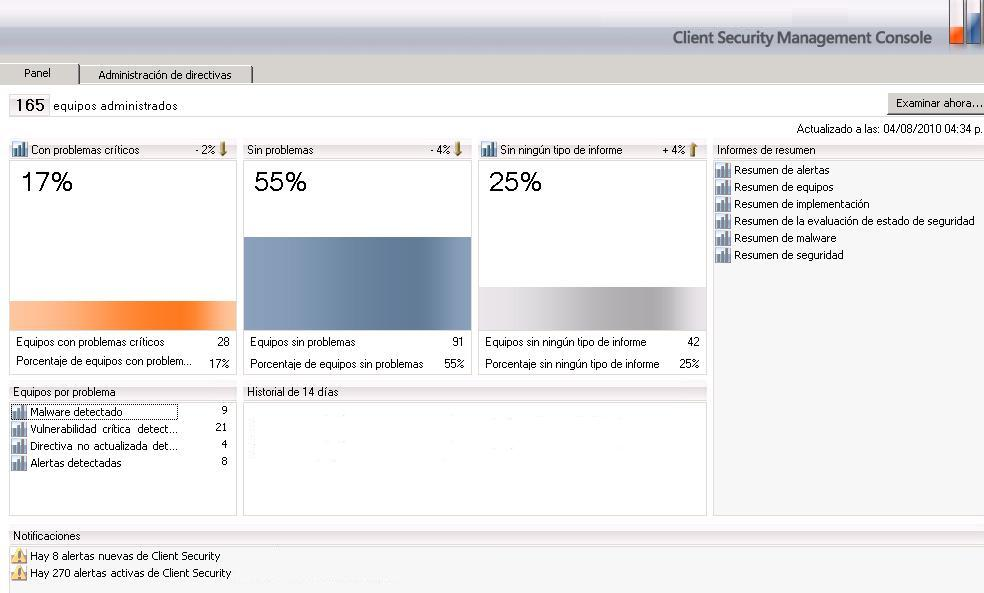 Client Security Management Console
Panel
Administración de directivas
165 equipos administrados
Examinar ahora...
Actualizado a las: 04/08/2010 04:34 p.
Con problemas críticos - 2%
17%
Equipos con problemas críticos 28
Porcentaje de equipos con problem... 17%
Sin problemas - 4%
55%
Equipos sin problemas 91
Porcentaje de equipos sin problemas 55%
Sin ningún tipo de informe + 4%
25%
Equipos sin ningún tipo de informe 42
Porcentaje sin ningún tipo de informe 25%
Informes de resumen
Resumen de alertas
Resumen de equipos
Resumen de implementación
Resumen de la evaluación de estado de seguridad
Resumen de malware
Resumen de seguridad
Equipos por problema
Malware detectado 9
Vulnerabilidad crítica detect... 21
Directiva no actualizada det... 4
Alertas detectadas 8
Historial de 14 días
Notificaciones
Hay 8 alertas nuevas de Client Security
Hay 270 alertas activas de Client Security